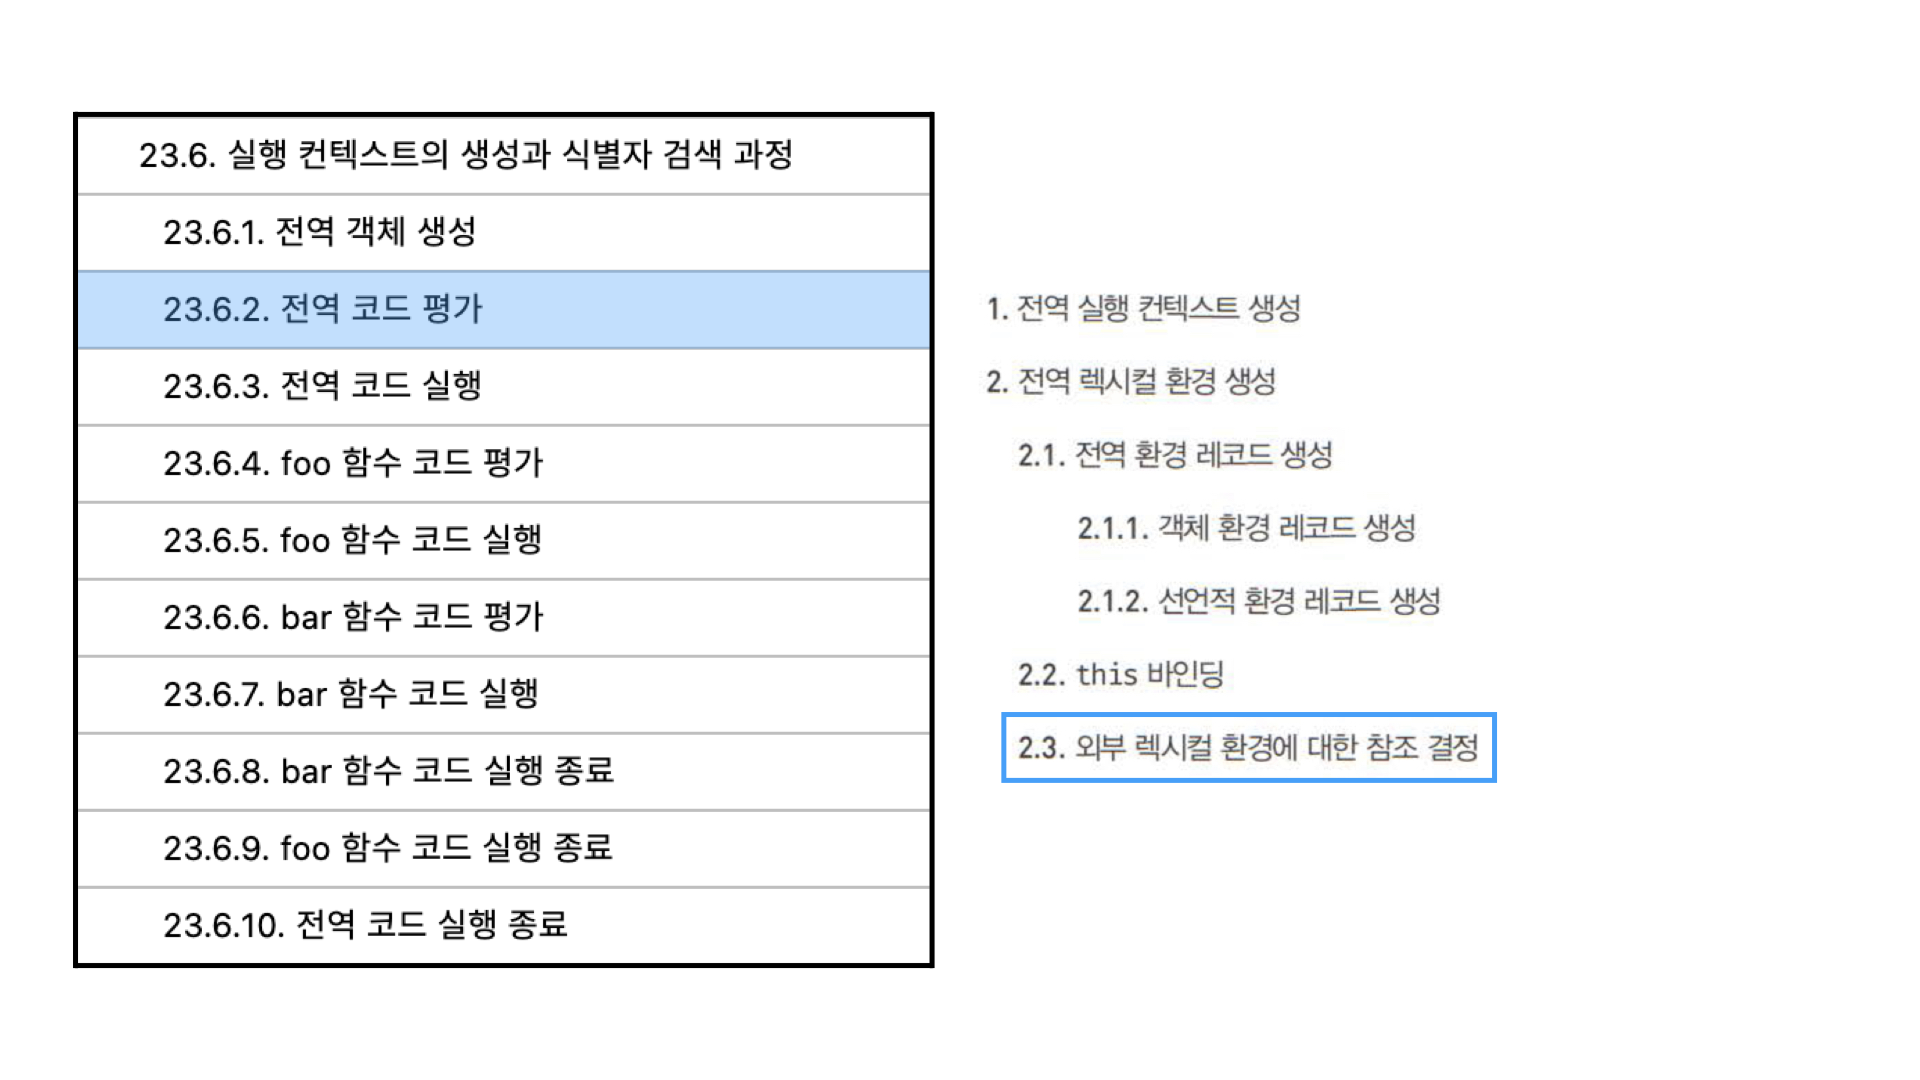 23.6. 실행 컨텍스트의 생성과 식별자 검색 과정
23.6.1. 전역 객체 생성
23.6.2. 전역 코드 평가
23.6.3. 전역 코드 실행
23.6.4. foo 함수 코드 평가
23.6.5. foo 함수 코드 실행
23.6.6. bar 함수 코드 평가
23.6.7. bar 함수 코드 실행
23.6.8. bar 함수 코드 실행 종료
23.6.9. foo 함수 코드 실행 종료
23.6.10. 전역 코드 실행 종료
1. 전역 실행 컨텍스트 생성
2. 전역 렉시컬 환경 생성
2.1. 전역 환경 레코드 생성
2.1.1. 객체 환경 레코드 생성
2.1.2. 선언적 환경 레코드 생성
2.2. this 바인딩
2.3. 외부 렉시컬 환경에 대한 참조 결정